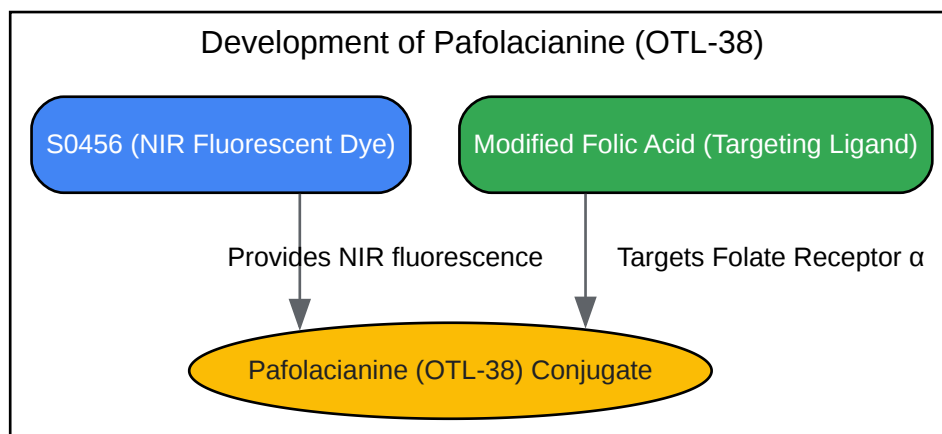 Development of Pafolacianine (OTL-38)
S0456 (NIR Fluorescent Dye)
Modified Folic Acid (Targeting Ligand)
Provides NIR fluorescence
Targets Folate Receptor α
Pafolacianine (OTL-38) Conjugate